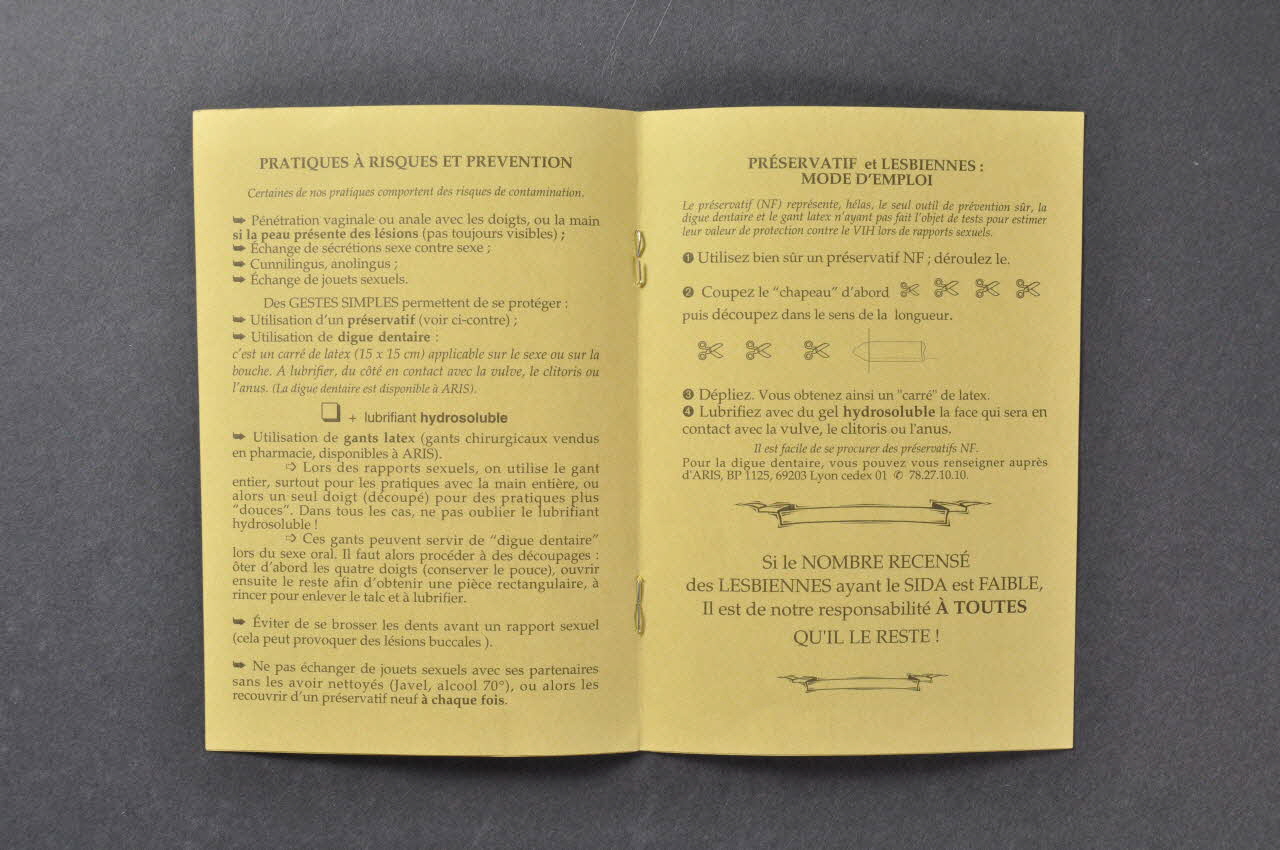 PRATIQUES À RISQUES ET PREVENTION
Certaines de nos pratiques comportent des risques de contamination.
➥ Pénétration vaginale ou anale avec les doigts, ou la main
si la peau présente des lésions (pas toujours visibles) ;
➥ Échange de sécrétions sexe contre sexe ;
➥ Cunnilingus, anolingus ;
➥ Échange de jouets sexuels.
Des GESTES SIMPLES permettent de se protéger :
➥ Utilisation d'un préservatif (voir ci-contre) ;
➥ Utilisation de digue dentaire :
c'est un carré de latex (15 x 15 cm) applicable sur le sexe ou sur la
bouche. A lubrifier, du côté en contact avec la vulve, le clitoris ou
l'anus. (La digue dentaire est disponible à ARIS).
❑ + lubrifiant hydrosoluble
➥ Utilisation de gants latex (gants chirurgicaux vendus
en pharmacie, disponibles à ARIS).
➩ Lors des rapports sexuels, on utilise le gant
entier, surtout pour les pratiques avec la main entière, ou
alors un seul doigt (découpé) pour des pratiques plus
"douces". Dans tous les cas, ne pas oublier le lubrifiant
hydrosoluble !
➩ Ces gants peuvent servir de "digue dentaire"
lors du sexe oral. Il faut alors procéder à des découpages :
ôter d'abord les quatre doigts (conserver le pouce), ouvrir
ensuite le reste afin d'obtenir une pièce rectangulaire, à
rincer pour enlever le talc et à lubrifier.
➥ Éviter de se brosser les dents avant un rapport sexuel
(cela peut provoquer des lésions buccales ).
➥ Ne pas échanger de jouets sexuels avec ses partenaires
sans les avoir nettoyés (Javel, alcool 70°), ou alors les
recouvrir d'un préservatif neuf à chaque fois.
PRÉSERVATIF et LESBIENNES :
MODE D'EMPLOI
Le préservatif (NF) représente, hélas, le seul outil de prévention sûr, la
digue dentaire et le gant latex n'ayant pas fait l'objet de tests pour estimer
leur valeur de protection contre le VIH lors de rapports sexuels.
❶ Utilisez bien sûr un préservatif NF ; déroulez le.
❷ Coupez le "chapeau" d'abord
puis découpez dans le sens de la longueur.
❸ Dépliez. Vous obtenez ainsi un "carré" de latex.
❹ Lubrifiez avec du gel hydrosoluble la face qui sera en
contact avec la vulve, le clitoris ou l'anus.
Il est facile de se procurer des préservatifs NF.
Pour la digue dentaire, vous pouvez vous renseigner auprès
d'ARIS, BP 1125, 69203 Lyon cedex 01 ✆ 78.27.10.10.
Si le NOMBRE RECENSÉ
des LESBIENNES ayant le SIDA est FAIBLE,
Il est de notre responsabilité À TOUTES
QU'IL LE RESTE !